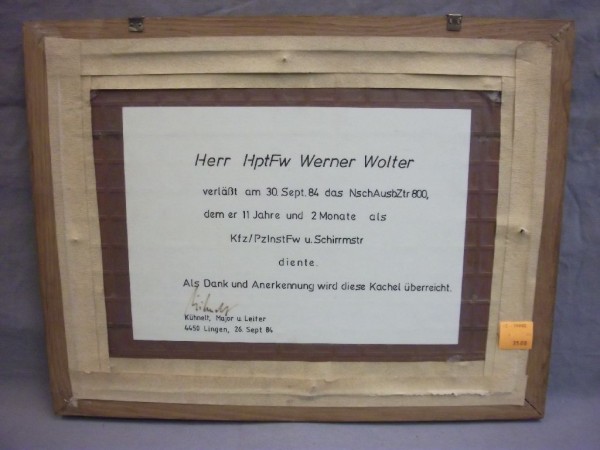 Herr HptFw Werner Wolter
verläßt am 30. Sept. 84 das NschAusbZtr 800,
dem er 11 Jahre und 2 Monate als
Kfz/PzInstFw u. Schirrmstr
diente.
Als Dank und Anerkennung wird diese Kachel überreicht.
Kühnelt, Major u. Leiter
4450 Lingen, 26. Sept 84